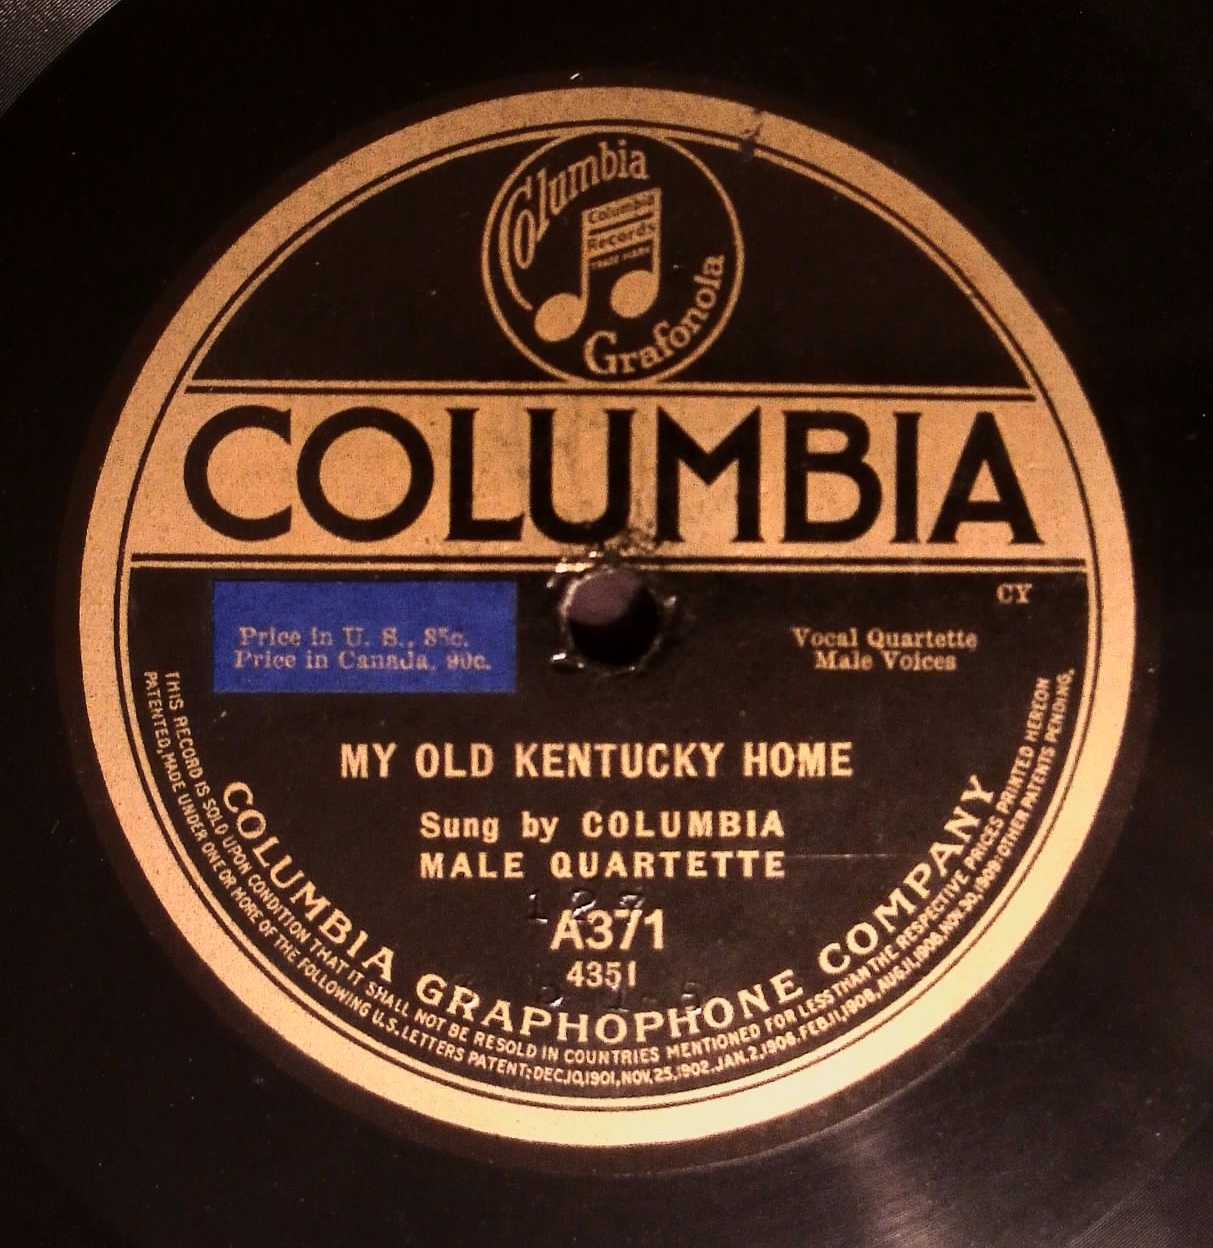 Columbia
Columbia
Records
TRADE MARK
Grafonola
COLUMBIA
CY
Price in U. S., 85c.
Price in Canada, 90c.
Vocal Quartette
Male Voices
MY OLD KENTUCKY HOME
Sung by COLUMBIA
MALE QUARTETTE
A371
4351
COLUMBIA GRAPHOPHONE COMPANY
THIS RECORD IS SOLD UPON CONDITION THAT IT SHALL NOT BE RESOLD IN COUNTRIES MENTIONED FOR LESS THAN THE RESPECTIVE PRICES PRINTED HEREON
PATENTED, MADE UNDER ONE OR MORE OF THE FOLLOWING U.S. LETTERS PATENT: DEC.10,1901, NOV.25,1902. JAN.2,1906. FEB.11,1908, AUG.11,1908, NOV.30,1909: OTHER PATENTS PENDING.